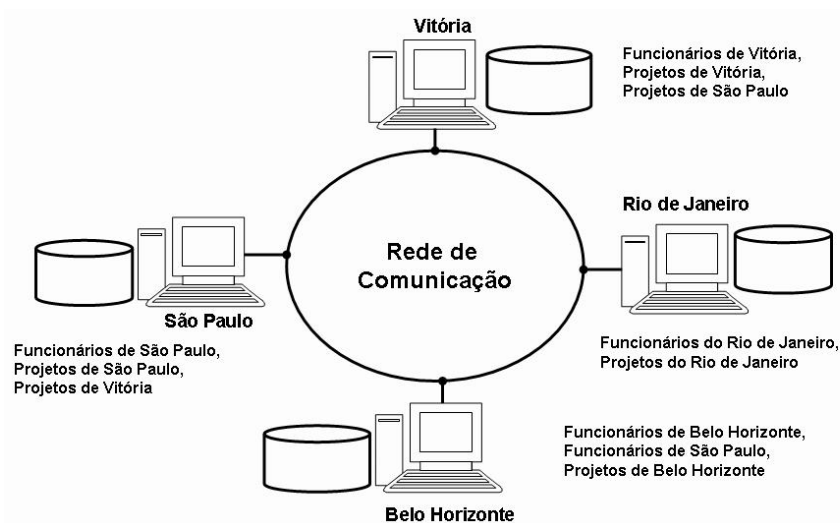 Vitória
Funcionários de Vitória,
Projetos de Vitória,
Projetos de São Paulo
Rio de Janeiro
Rede de
Comunicação
São Paulo
Funcionários de São Paulo,
Projetos de São Paulo,
Projetos de Vitória
Funcionários do Rio de Janeiro,
Projetos do Rio de Janeiro
Funcionários de Belo Horizonte,
Funcionários de São Paulo,
Projetos de Belo Horizonte
Belo Horizonte